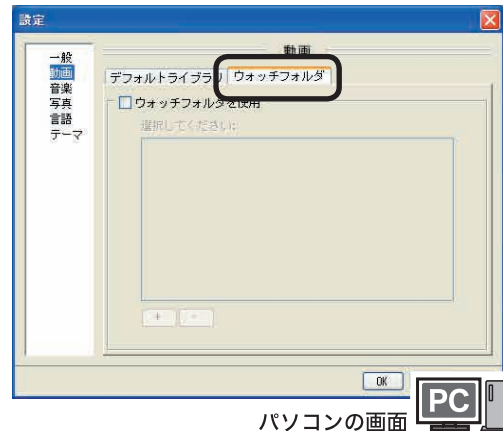 設定
一般
動画
音楽
写真
言語
テーマ
動画
デフォルトライブラリ
ウォッチフォルダ
ウォッチフォルダを使用
選択してください:
+
-
OK
パソコンの画面
PC